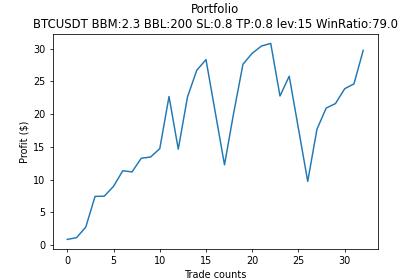 Portfolio
BTCUSDT BBM:2.3 BBL:200 SL:0.8 TP:0.8 lev:15 WinRatio:79.0
30
25
20
15
10
5
0
Profit ($)
0 5 10 15 20 25 30
Trade counts